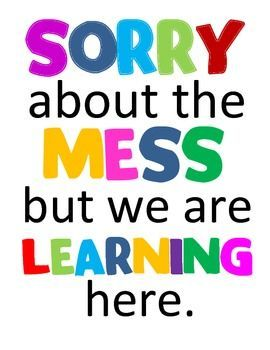 SORRY
about the
MESS
but we are
LEARNING
here.